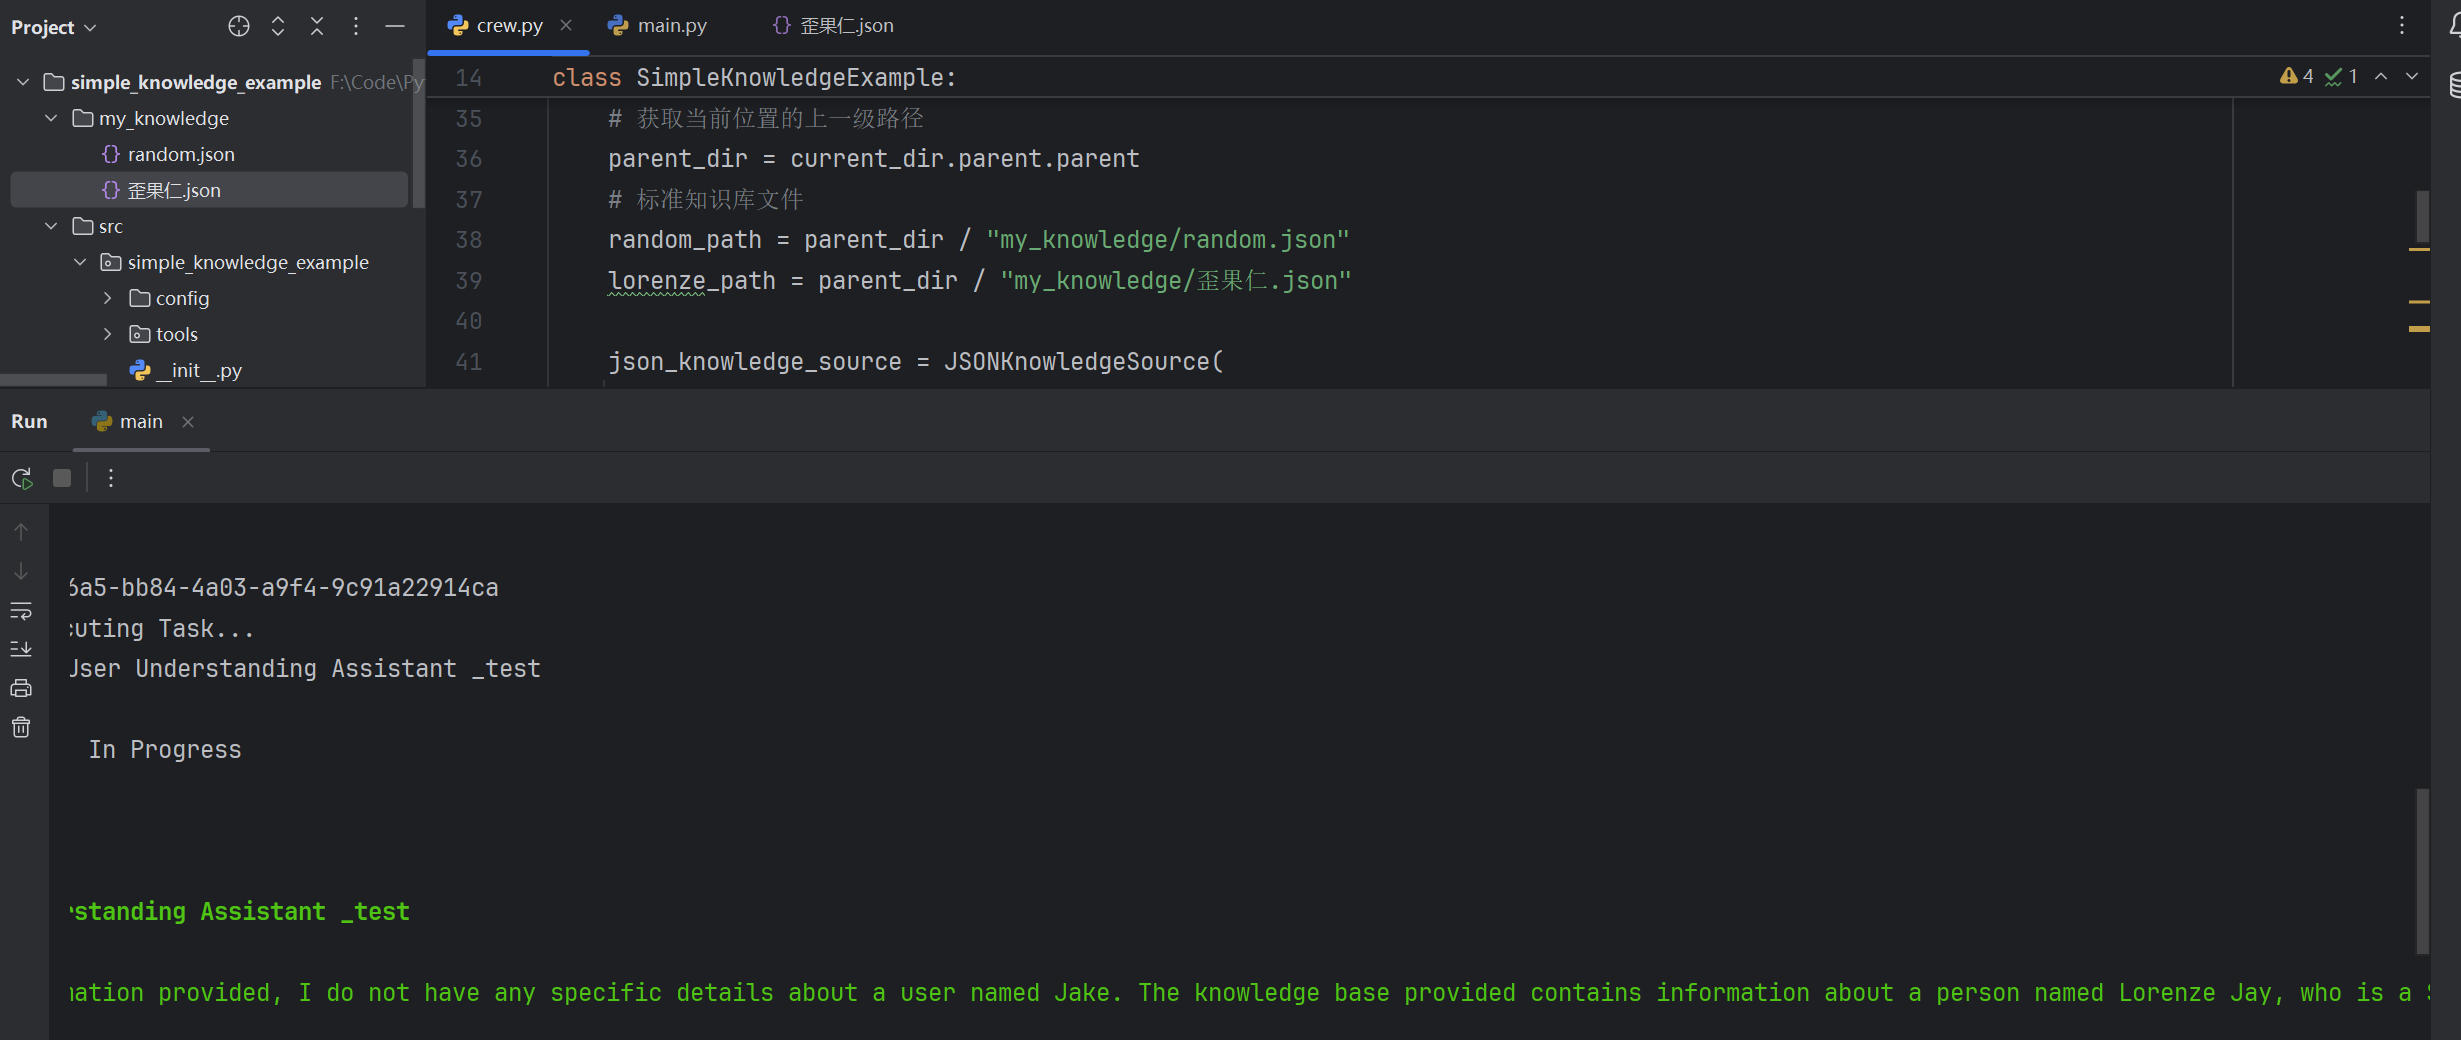 Project
crew.py
main.py
{} 歪果仁.json
simple_knowledge_example F:\Code\Py
my_knowledge
{} random.json
{} 歪果仁.json
src
simple_knowledge_example
config
tools
__init__.py
14 class SimpleKnowledgeExample:
4 1
35 # 获取当前位置的上一级路径
36 parent_dir = current_dir.parent.parent
37 # 标准知识库文件
38 random_path = parent_dir / "my_knowledge/random.json"
39 lorenze_path = parent_dir / "my_knowledge/歪果仁.json"
40
41 json_knowledge_source = JSONKnowledgeSource(
Run
main
6a5-bb84-4a03-a9f4-9c91a22914ca
cuting Task...
User Understanding Assistant _test
In Progress
rstanding Assistant _test
mation provided, I do not have any specific details about a user named Jake. The knowledge base provided contains information about a person named Lorenze Jay, who is a